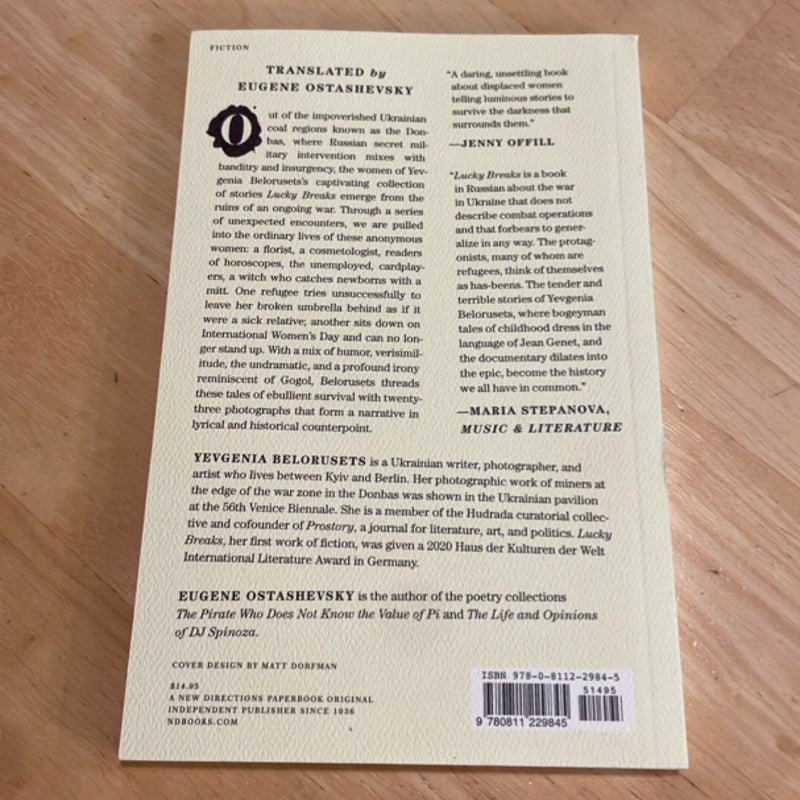 FICTION
TRANSLATED by
EUGENE OSTASHEVSKY
Out of the impoverished Ukrainian
coal regions known as the Don-
bas, where Russian secret mil-
itary intervention mixes with
banditry and insurgency, the women of Yev-
genia Belorusets's captivating collection
of stories Lucky Breaks emerge from the
ruins of an ongoing war. Through a series
of unexpected encounters, we are pulled
into the ordinary lives of these anonymous
women: a florist, a cosmetologist, readers
of horoscopes, the unemployed, cardplay-
ers, a witch who catches newborns with a
mitt. One refugee tries unsuccessfully to
leave her broken umbrella behind as if it
were a sick relative; another sits down on
International Women's Day and can no lon-
ger stand up. With a mix of humor, verisimil-
itude, the undramatic, and a profound irony
reminiscent of Gogol, Belorusets threads
these tales of ebullient survival with twenty-
three photographs that form a narrative in
lyrical and historical counterpoint.
"A daring, unsettling book
about displaced women
telling luminous stories to
survive the darkness that
surrounds them."
—JENNY OFFILL
"Lucky Breaks is a book
in Russian about the war
in Ukraine that does not
describe combat operations
and that forbears to gener-
alize in any way. The protag-
onists, many of whom are
refugees, think of themselves
as has-beens. The tender and
terrible stories of Yevgenia
Belorusets, where bogeyman
tales of childhood dress in the
language of Jean Genet, and
the documentary dilates into
the epic, become the history
we all have in common."
—MARIA STEPANOVA,
MUSIC & LITERATURE
YEVGENIA BELORUSETS is a Ukrainian writer, photographer, and
artist who lives between Kyiv and Berlin. Her photographic work of miners at
the edge of the war zone in the Donbas was shown in the Ukrainian pavilion
at the 56th Venice Biennale. She is a member of the Hudrada curatorial collec-
tive and cofounder of Prostory, a journal for literature, art, and politics. Lucky
Breaks, her first work of fiction, was given a 2020 Haus der Kulturen der Welt
International Literature Award in Germany.
EUGENE OSTASHEVSKY is the author of the poetry collections
The Pirate Who Does Not Know the Value of Pi and The Life and Opinions
of DJ Spinoza.
COVER DESIGN BY MATT DORFMAN
$14.95
A NEW DIRECTIONS PAPERBOOK ORIGINAL
INDEPENDENT PUBLISHER SINCE 1936
NDBOOKS.COM
ISBN 978-0-8112-2984-5
51495
9 780811 229845